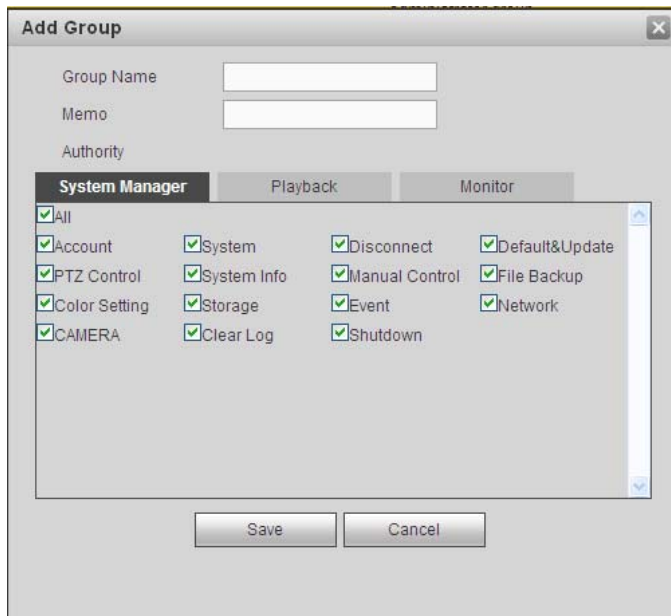 Add Group
Group Name
Memo
Authority
System Manager Playback Monitor
All
Account System Disconnect Default&Update
PTZ Control System Info Manual Control File Backup
Color Setting Storage Event Network
CAMERA Clear Log Shutdown
Save Cancel